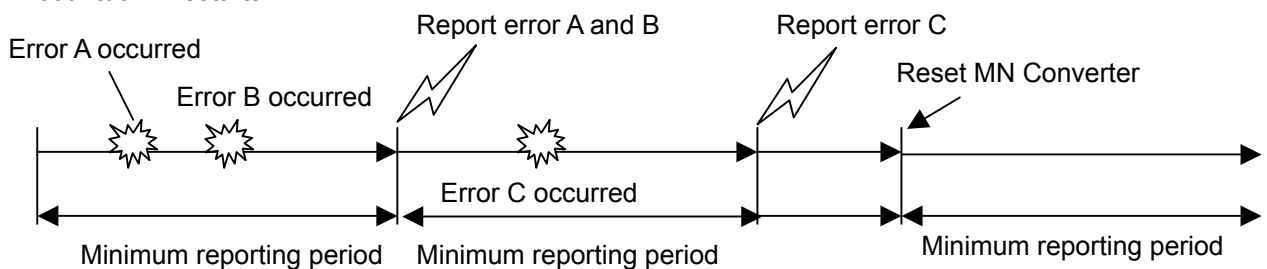 Report error A and B
Report error C
Error A occurred
Reset MN Converter
Error B occurred
Error C occurred
Minimum reporting period
Minimum reporting period
Minimum reporting period